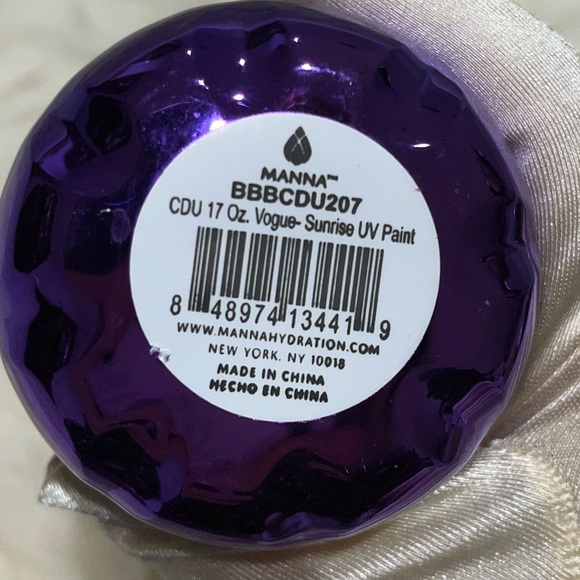 MANNA™
BBBCDU207
CDU 17 Oz. Vogue- Sunrise UV Paint
8 48974 13441 9
WWW.MANNAHYDRATION.COM
NEW YORK, NY 10018
MADE IN CHINA
HECHO EN CHINA